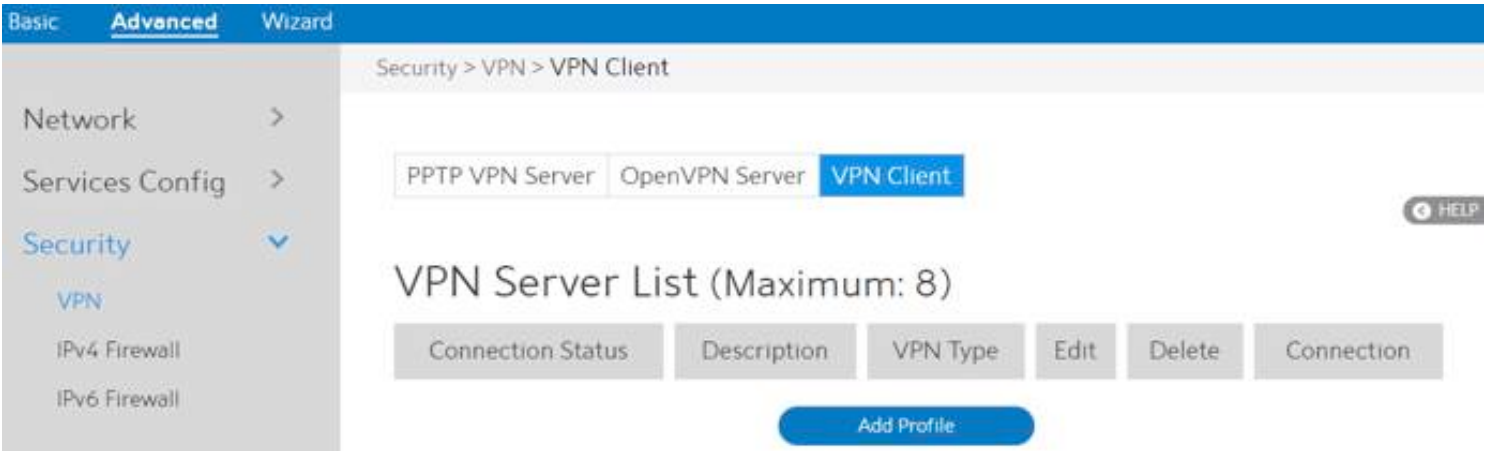 Basic Advanced Wizard
Security > VPN > VPN Client
Network >
Services Config >
Security
VPN
IPv4 Firewall
IPv6 Firewall
PPTP VPN Server OpenVPN Server VPN Client
HELP
VPN Server List (Maximum: 8)
Connection Status Description VPN Type Edit Delete Connection
Add Profile